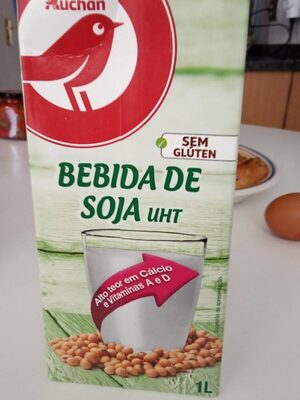 Auchan
SEM
GLÚTEN
BEBIDA DE
SOJA UHT
Alto teor em Cálcio
e Vitaminas A e D
1L